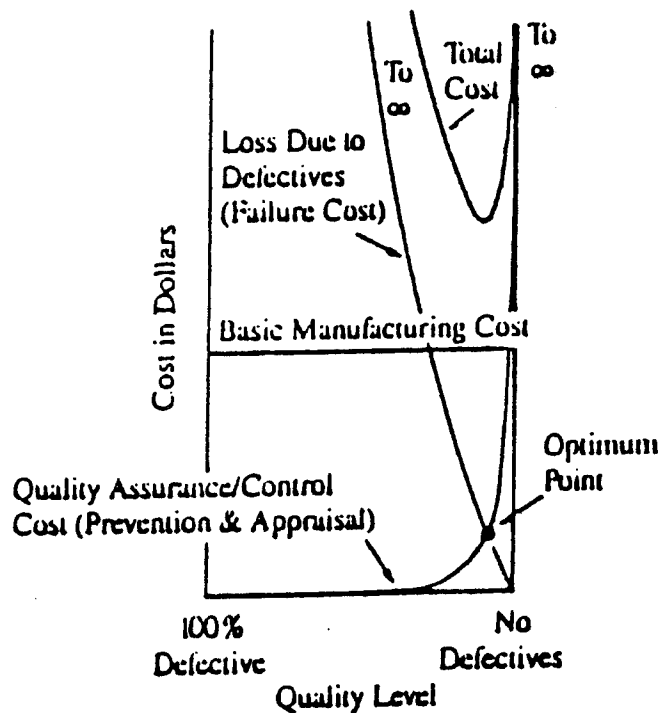 To
∞
Total
Cost
To
∞
Loss Due to
Defectives
(Failure Cost)
Cost in Dollars
Basic Manufacturing Cost
Optimum
Point
Quality Assurance/Control
Cost (Prevention & Appraisal)
100%
Defective
No
Defectives
Quality Level